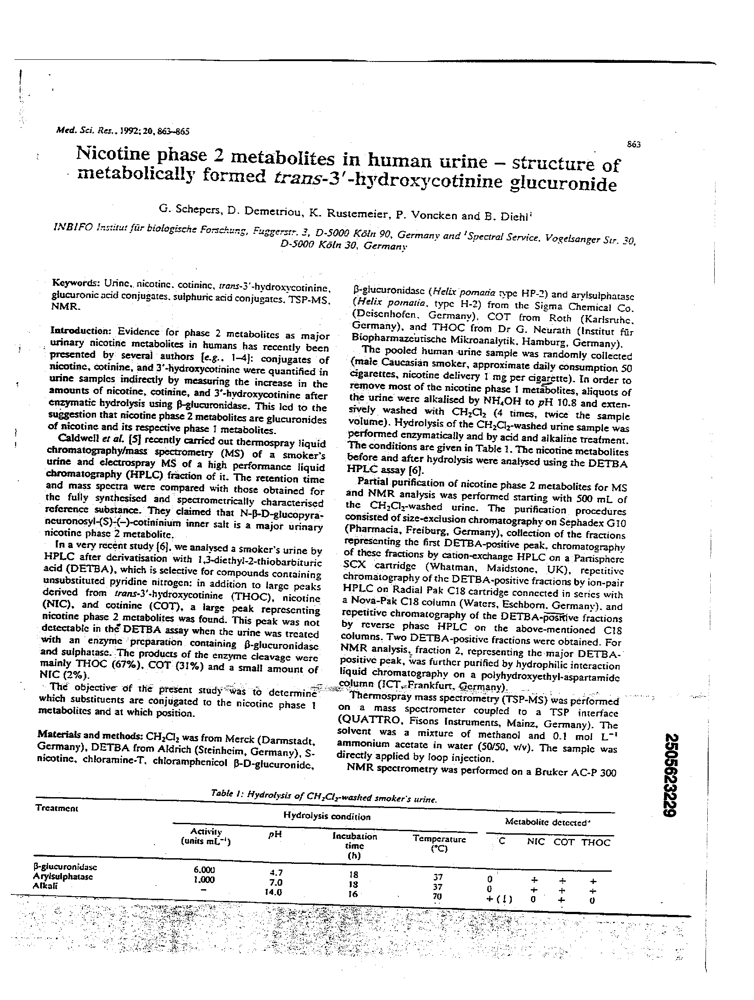 Med. Sci. Res., 1992; 20, 863–865
863
Nicotine phase 2 metabolites in human urine – structure of
metabolically formed trans-3′-hydroxycotinine glucuronide
G. Schepers, D. Demetriou, K. Rustemeier, P. Voncken and B. Diehl¹
INBIFO Institut für biologische Forschung, Fuggerstr. 3, D-5000 Köln 90, Germany and ¹Spectral Service, Vogelsanger Str. 30,
D-5000 Köln 30, Germany
Keywords: Urine, nicotine, cotinine, trans-3′-hydroxycotinine,
glucuronic acid conjugates, sulphuric acid conjugates, TSP-MS,
NMR.
Introduction: Evidence for phase 2 metabolites as major
urinary nicotine metabolites in humans has recently been
presented by several authors [e.g., 1–4]: conjugates of
nicotine, cotinine, and 3′-hydroxycotinine were quantified in
urine samples indirectly by measuring the increase in the
amounts of nicotine, cotinine, and 3′-hydroxycotinine after
enzymatic hydrolysis using β-glucuronidase. This led to the
suggestion that nicotine phase 2 metabolites are glucuronides
of nicotine and its respective phase 1 metabolites.
Caldwell et al. [5] recently carried out thermospray liquid
chromatography/mass spectrometry (MS) of a smoker's
urine and electrospray MS of a high performance liquid
chromatography (HPLC) fraction of it. The retention time
and mass spectra were compared with those obtained for
the fully synthesised and spectrometrically characterised
reference substance. They claimed that N-β-D-glucopyra-
neuronosyl-(S)-(–)-cotininium inner salt is a major urinary
nicotine phase 2 metabolite.
In a very recent study [6], we analysed a smoker's urine by
HPLC after derivatisation with 1,3-diethyl-2-thiobarbituric
acid (DETBA), which is selective for compounds containing
unsubstituted pyridine nitrogen: in addition to large peaks
derived from trans-3′-hydroxycotinine (THOC), nicotine
(NIC), and cotinine (COT), a large peak representing
nicotine phase 2 metabolites was found. This peak was not
detectable in the DETBA assay when the urine was treated
with an enzyme preparation containing β-glucuronidase
and sulphatase. The products of the enzyme cleavage were
mainly THOC (67%), COT (31%) and a small amount of
NIC (2%).
The objective of the present study was to determine
which substituents are conjugated to the nicotine phase 1
metabolites and at which position.
Materials and methods: CH₂Cl₂ was from Merck (Darmstadt,
Germany), DETBA from Aldrich (Steinheim, Germany), S-
nicotine, chloramine-T, chloramphenicol β-D-glucuronide,
β-glucuronidase (Helix pomatia type HP-2) and arylsulphatase
(Helix pomatia, type H-2) from the Sigma Chemical Co.
(Deisenhofen, Germany), COT from Roth (Karlsruhe,
Germany), and THOC from Dr G. Neurath (Institut für
Biopharmazeutische Mikroanalytik, Hamburg, Germany).
The pooled human urine sample was randomly collected
(male Caucasian smoker, approximate daily consumption 50
cigarettes, nicotine delivery 1 mg per cigarette). In order to
remove most of the nicotine phase 1 metabolites, aliquots of
the urine were alkalised by NH₄OH to pH 10.8 and exten-
sively washed with CH₂Cl₂ (4 times, twice the sample
volume). Hydrolysis of the CH₂Cl₂-washed urine sample was
performed enzymatically and by acid and alkaline treatment.
The conditions are given in Table 1. The nicotine metabolites
before and after hydrolysis were analysed using the DETBA
HPLC assay [6].
Partial purification of nicotine phase 2 metabolites for MS
and NMR analysis was performed starting with 500 mL of
the CH₂Cl₂-washed urine. The purification procedures
consisted of size-exclusion chromatography on Sephadex G10
(Pharmacia, Freiburg, Germany), collection of the fractions
representing the first DETBA-positive peak, chromatography
of these fractions by cation-exchange HPLC on a Partisphere
SCX cartridge (Whatman, Maidstone, UK), repetitive
chromatography of the DETBA-positive fractions by ion-pair
HPLC on Radial Pak C18 cartridge connected in series with
a Nova-Pak C18 column (Waters, Eschborn, Germany), and
repetitive chromatography of the DETBA-positive fractions
by reverse phase HPLC on the above-mentioned C18
columns. Two DETBA-positive fractions were obtained. For
NMR analysis, fraction 2, representing the major DETBA-
positive peak, was further purified by hydrophilic interaction
liquid chromatography on a polyhydroxyethyl-aspartamide
column (ICT, Frankfurt, Germany).
Thermospray mass spectrometry (TSP-MS) was performed
on a mass spectrometer coupled to a TSP interface
(QUATTRO, Fisons Instruments, Mainz, Germany). The
solvent was a mixture of methanol and 0.1 mol L⁻¹
ammonium acetate in water (50/50, v/v). The sample was
directly applied by loop injection.
NMR spectrometry was performed on a Bruker AC-P 300
2505623229
Table 1: Hydrolysis of CH₂Cl₂-washed smoker's urine.
Treatment Hydrolysis condition Metabolite detected*
Activity (units mL⁻¹) pH Incubation time (h) Temperature (°C) C NIC COT THOC
β-glucuronidase 6.000 4.7 18 37 0 + + +
Arylsulphatase 1.000 7.0 18 37 0 + + +
Alkali – 14.0 16 70 + (↓) 0 + 0